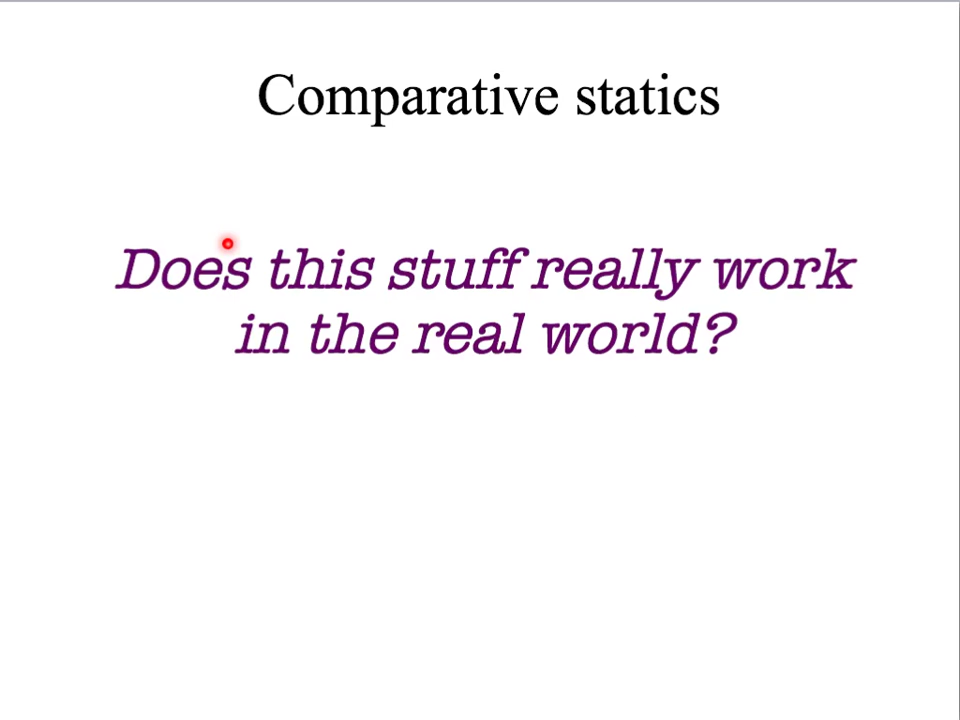 Comparative statics
Does this stuff really work
in the real world?